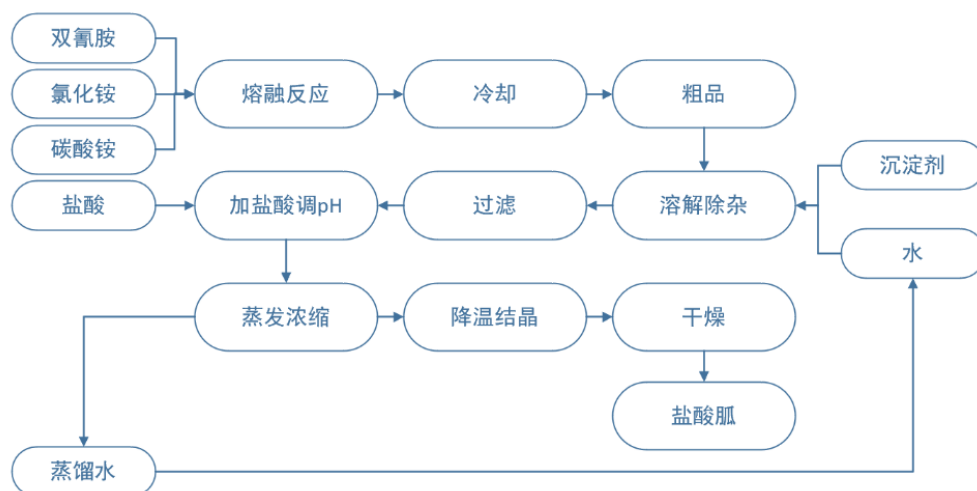 双氰胺
氯化铵
碳酸铵
熔融反应
冷却
粗品
沉淀剂
盐酸
加盐酸调pH
过滤
溶解除杂
水
蒸发浓缩
降温结晶
干燥
盐酸胍
蒸馏水